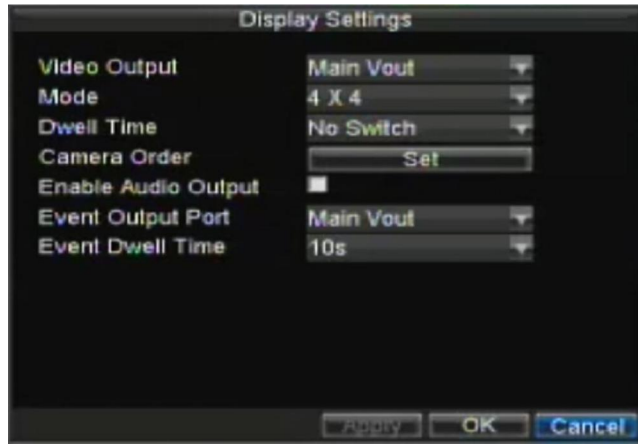 Display Settings
Video Output Main Vout
Mode 4 X 4
Dwell Time No Switch
Camera Order Set
Enable Audio Output
Event Output Port Main Vout
Event Dwell Time 10s
Apply OK Cancel